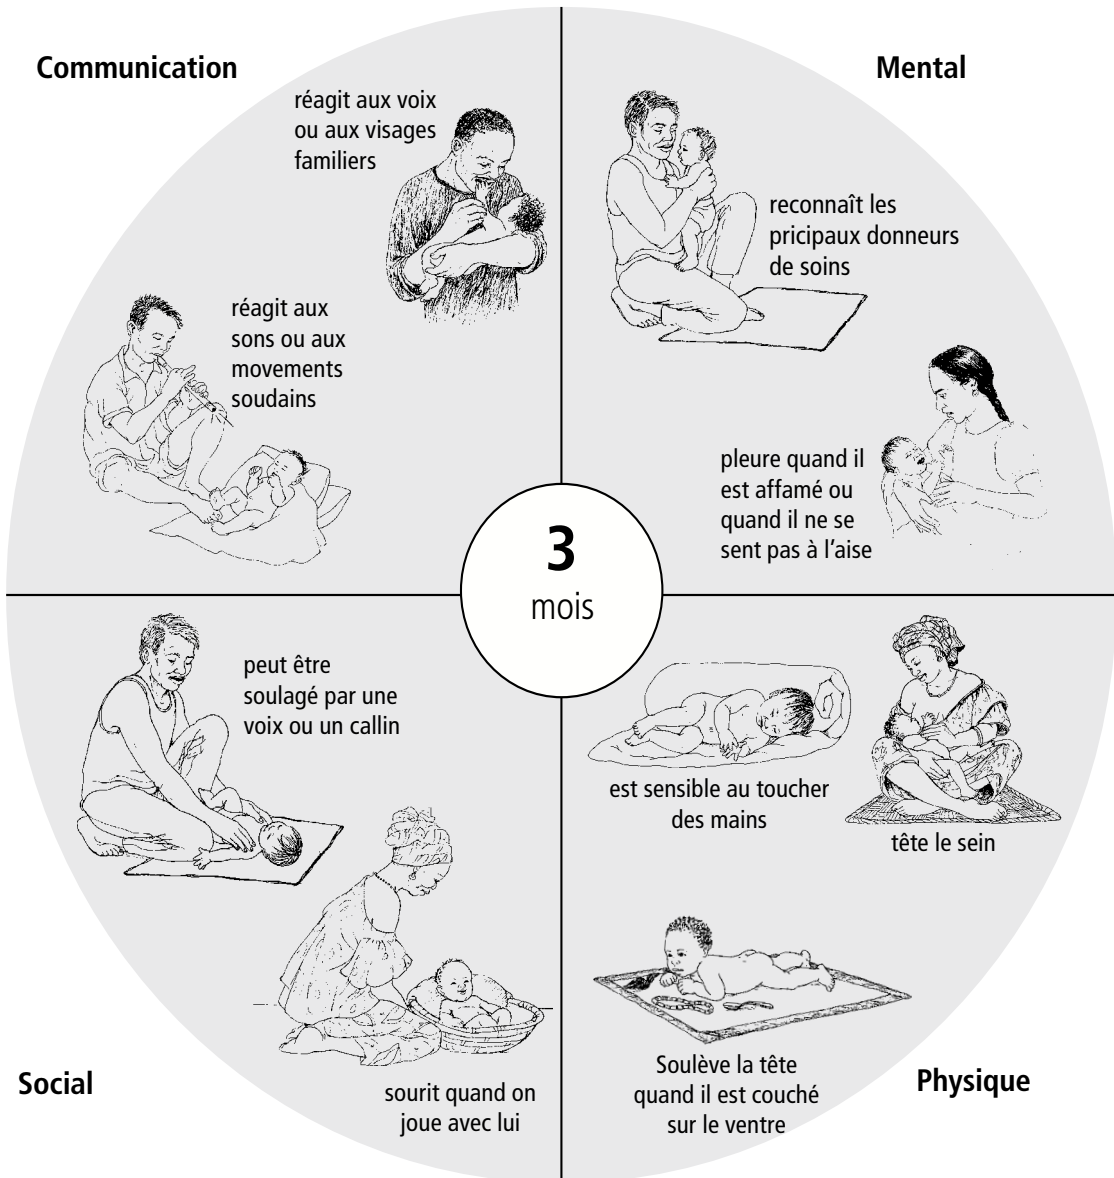 Communication
réagit aux voix
ou aux visages
familiers
réagit aux
sons ou aux
movements
soudains
Mental
reconnaît les
pricipaux donneurs
de soins
pleure quand il
est affamé ou
quand il ne se
sent pas à l'aise
3
mois
peut être
soulagé par une
voix ou un callin
sourit quand on
joue avec lui
Social
est sensible au toucher
des mains
tête le sein
Soulève la tête
quand il est couché
sur le ventre
Physique